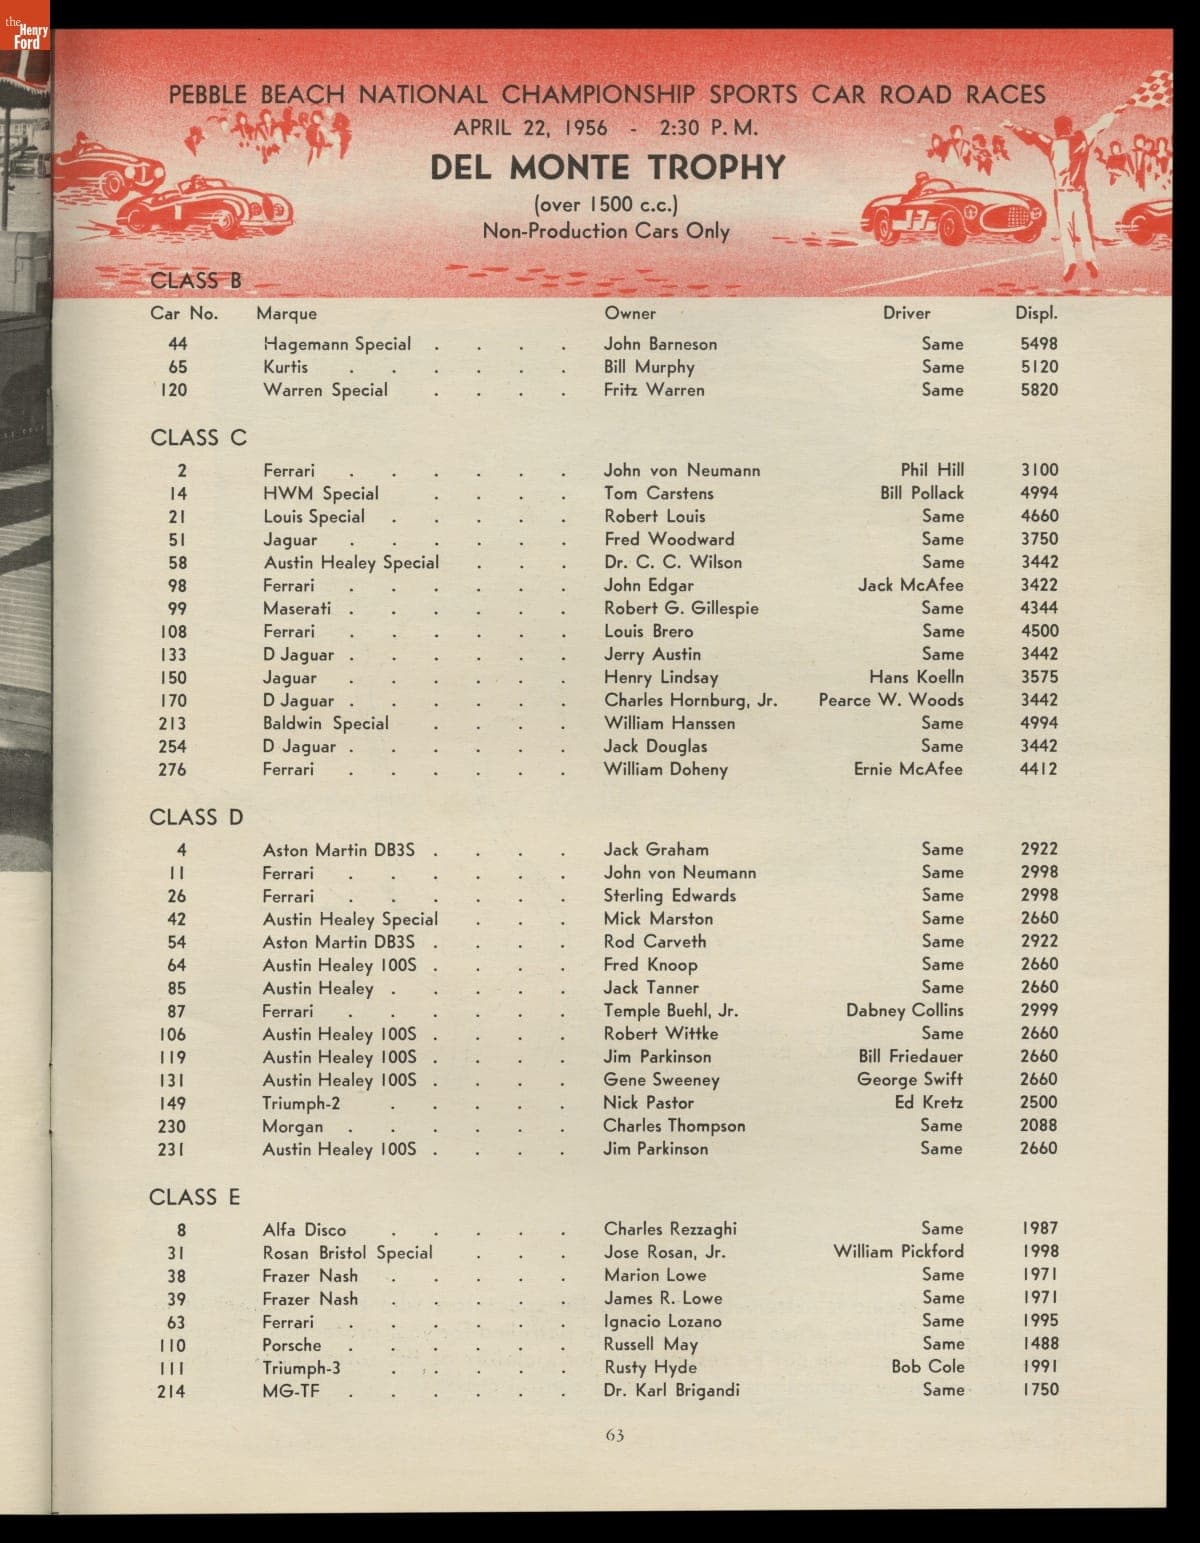 the
Henry
Ford
PEBBLE BEACH NATIONAL CHAMPIONSHIP SPORTS CAR ROAD RACES
APRIL 22, 1956 - 2:30 P. M.
DEL MONTE TROPHY
(over 1500 c.c.)
Non-Production Cars Only
1
17
CLASS B
Car No. Marque Owner Driver Displ.
44 Hagemann Special . . . . John Barneson Same 5498
65 Kurtis . . . . . . Bill Murphy Same 5120
120 Warren Special . . . . Fritz Warren Same 5820
CLASS C
2 Ferrari . . . . . . John von Neumann Phil Hill 3100
14 HWM Special . . . . Tom Carstens Bill Pollack 4994
21 Louis Special . . . . . Robert Louis Same 4660
51 Jaguar . . . . . . Fred Woodward Same 3750
58 Austin Healey Special . . . Dr. C. C. Wilson Same 3442
98 Ferrari . . . . . . John Edgar Jack McAfee 3422
99 Maserati . . . . . . Robert G. Gillespie Same 4344
108 Ferrari . . . . . . Louis Brero Same 4500
133 D Jaguar . . . . . . Jerry Austin Same 3442
150 Jaguar . . . . . . Henry Lindsay Hans Koelln 3575
170 D Jaguar . . . . . . Charles Hornburg, Jr. Pearce W. Woods 3442
213 Baldwin Special . . . . William Hanssen Same 4994
254 D Jaguar . . . . . . Jack Douglas Same 3442
276 Ferrari . . . . . . William Doheny Ernie McAfee 4412
CLASS D
4 Aston Martin DB3S . . . . Jack Graham Same 2922
11 Ferrari . . . . . . John von Neumann Same 2998
26 Ferrari . . . . . . Sterling Edwards Same 2998
42 Austin Healey Special . . . Mick Marston Same 2660
54 Aston Martin DB3S . . . . Rod Carveth Same 2922
64 Austin Healey 100S . . . . Fred Knoop Same 2660
85 Austin Healey . . . . . Jack Tanner Same 2660
87 Ferrari . . . . . . Temple Buehl, Jr. Dabney Collins 2999
106 Austin Healey 100S . . . . Robert Wittke Same 2660
119 Austin Healey 100S . . . . Jim Parkinson Bill Friedauer 2660
131 Austin Healey 100S . . . . Gene Sweeney George Swift 2660
149 Triumph-2 . . . . . Nick Pastor Ed Kretz 2500
230 Morgan . . . . . . Charles Thompson Same 2088
231 Austin Healey 100S . . . . Jim Parkinson Same 2660
CLASS E
8 Alfa Disco . . . . . Charles Rezzaghi Same 1987
31 Rosan Bristol Special . . . Jose Rosan, Jr. William Pickford 1998
38 Frazer Nash . . . . . Marion Lowe Same 1971
39 Frazer Nash . . . . . James R. Lowe Same 1971
63 Ferrari . . . . . . Ignacio Lozano Same 1995
110 Porsche . . . . . . Russell May Same 1488
111 Triumph-3 . . . . . Rusty Hyde Bob Cole 1991
214 MG-TF . . . . . . Dr. Karl Brigandi Same 1750
63